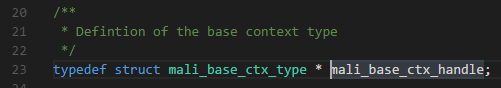 20 /**
21 * Defintion of the base context type
22 */
23 typedef struct mali_base_ctx_type * mali_base_ctx_handle;